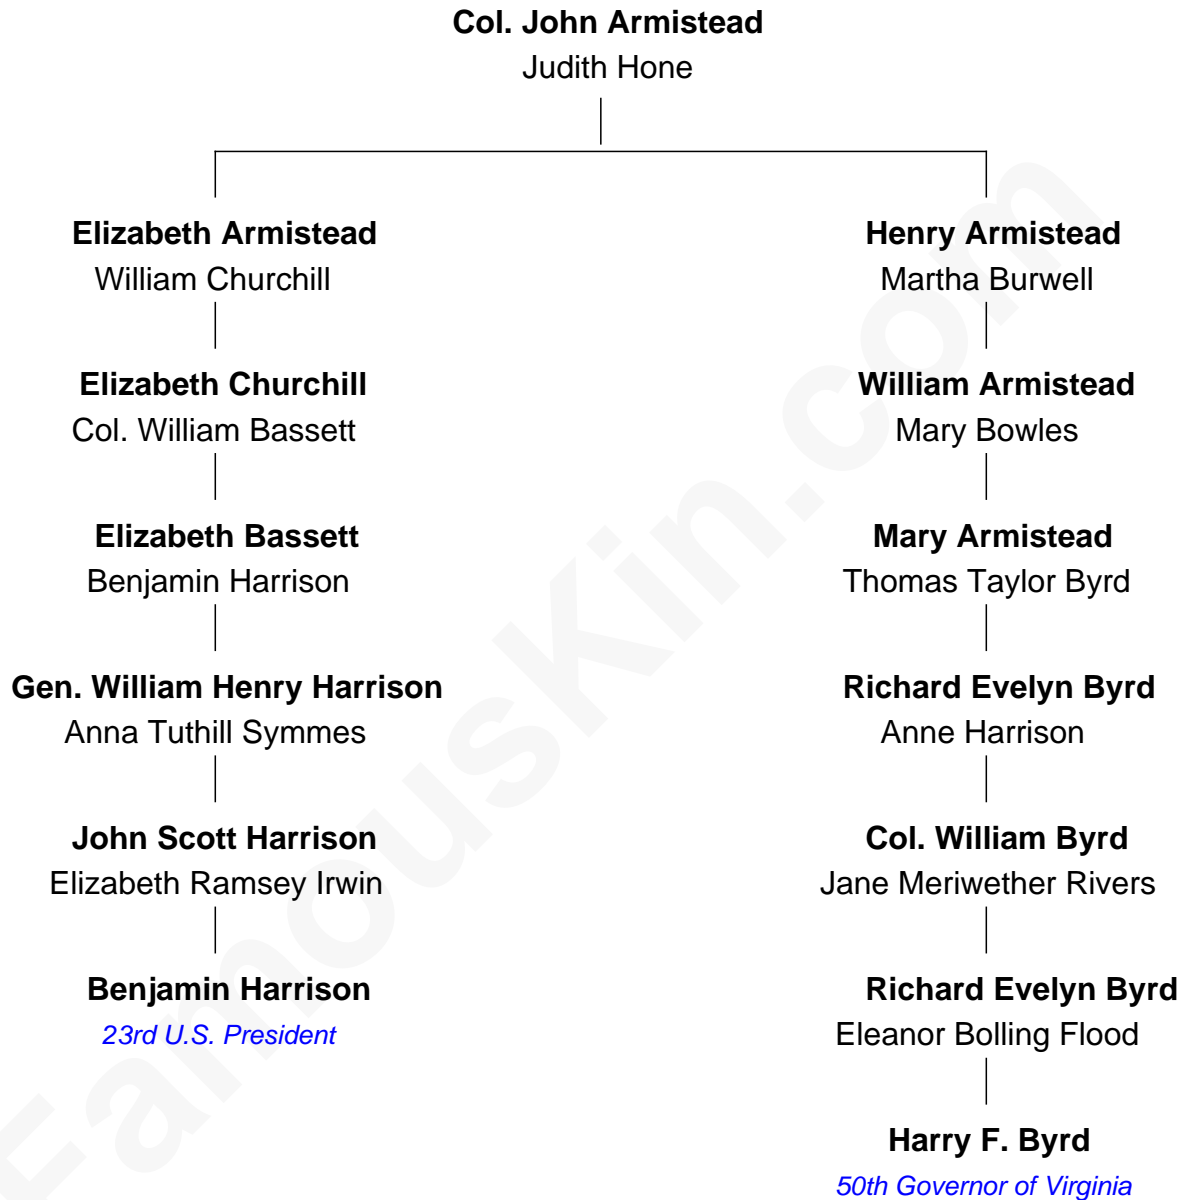 Col. John Armistead
Judith Hone
Elizabeth Armistead
William Churchill
Henry Armistead
Martha Burwell
Elizabeth Churchill
Col. William Bassett
William Armistead
Mary Bowles
Elizabeth Bassett
Benjamin Harrison
Mary Armistead
Thomas Taylor Byrd
Gen. William Henry Harrison
Anna Tuthill Symmes
Richard Evelyn Byrd
Anne Harrison
John Scott Harrison
Elizabeth Ramsey Irwin
Col. William Byrd
Jane Meriwether Rivers
Benjamin Harrison
23rd U.S. President
Richard Evelyn Byrd
Eleanor Bolling Flood
Harry F. Byrd
50th Governor of Virginia
FamousKin.com